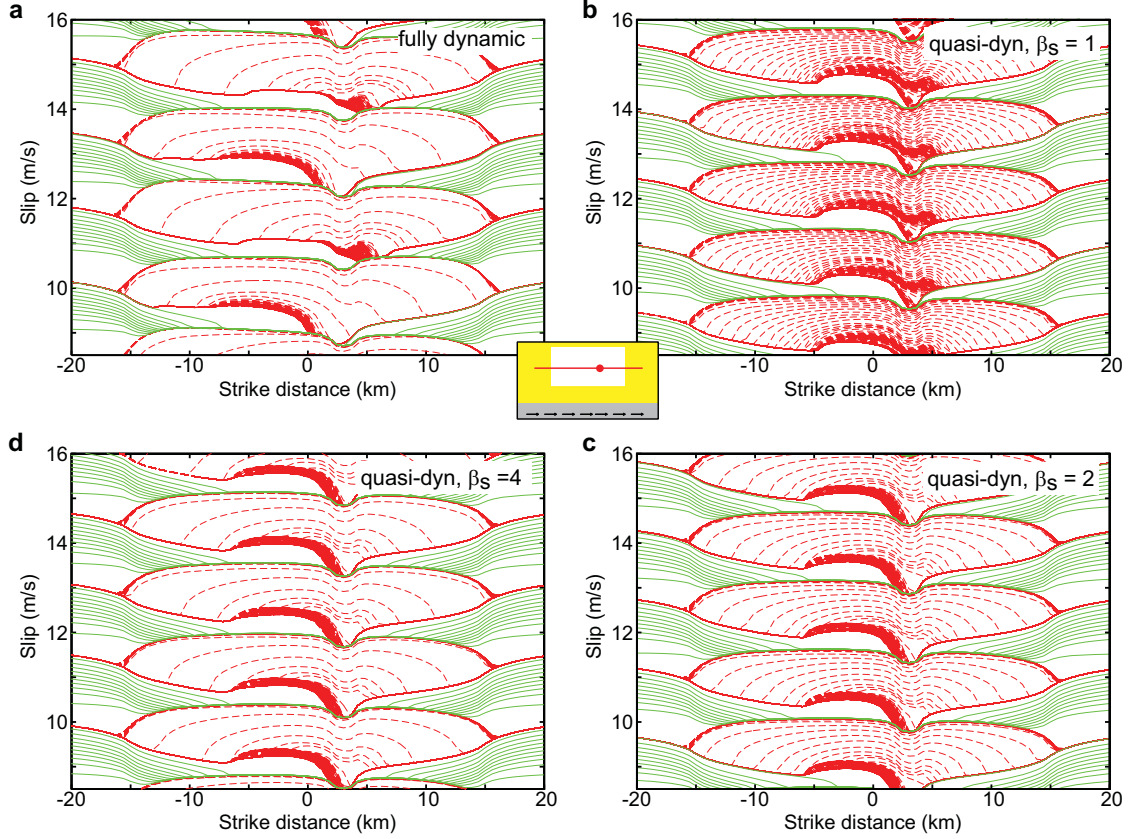 a
fully dynamic
16
14
12
10
Slip (m/s)
-20
-10
0
10
20
Strike distance (km)
b
quasi-dyn, βs = 1
16
14
12
10
Slip (m/s)
-20
-10
0
10
20
Strike distance (km)
d
quasi-dyn, βs =4
16
14
12
10
Slip (m/s)
-20
-10
0
10
20
Strike distance (km)
c
quasi-dyn, βs = 2
16
14
12
10
Slip (m/s)
-20
-10
0
10
20
Strike distance (km)